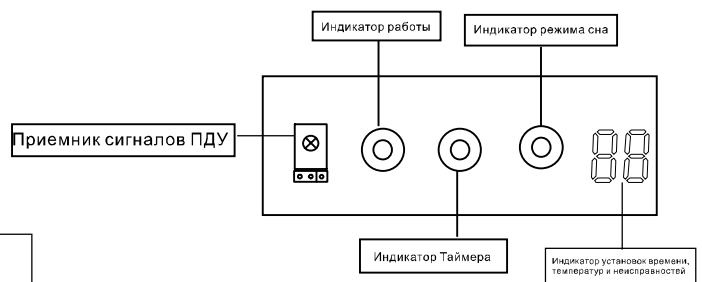 Индикатор работы
Индикатор режима сна
Приемник сигналов ПДУ
Индикатор Таймера
Индикатор установок времени,
температур и неисправностей